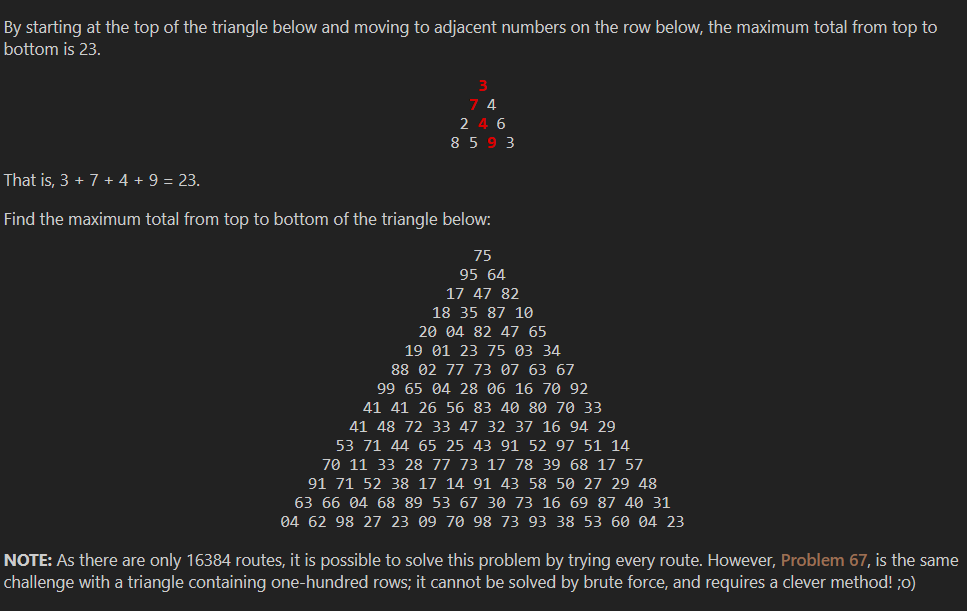 By starting at the top of the triangle below and moving to adjacent numbers on the row below, the maximum total from top to
bottom is 23.
3
7 4
2 4 6
8 5 9 3
That is, 3 + 7 + 4 + 9 = 23.
Find the maximum total from top to bottom of the triangle below:
75
95 64
17 47 82
18 35 87 10
20 04 82 47 65
19 01 23 75 03 34
88 02 77 73 07 63 67
99 65 04 28 06 16 70 92
41 41 26 56 83 40 80 70 33
41 48 72 33 47 32 37 16 94 29
53 71 44 65 25 43 91 52 97 51 14
70 11 33 28 77 73 17 78 39 68 17 57
91 71 52 38 17 14 91 43 58 50 27 29 48
63 66 04 68 89 53 67 30 73 16 69 87 40 31
04 62 98 27 23 09 70 98 73 93 38 53 60 04 23
NOTE: As there are only 16384 routes, it is possible to solve this problem by trying every route. However, Problem 67, is the same
challenge with a triangle containing one-hundred rows; it cannot be solved by brute force, and requires a clever method! ;o)